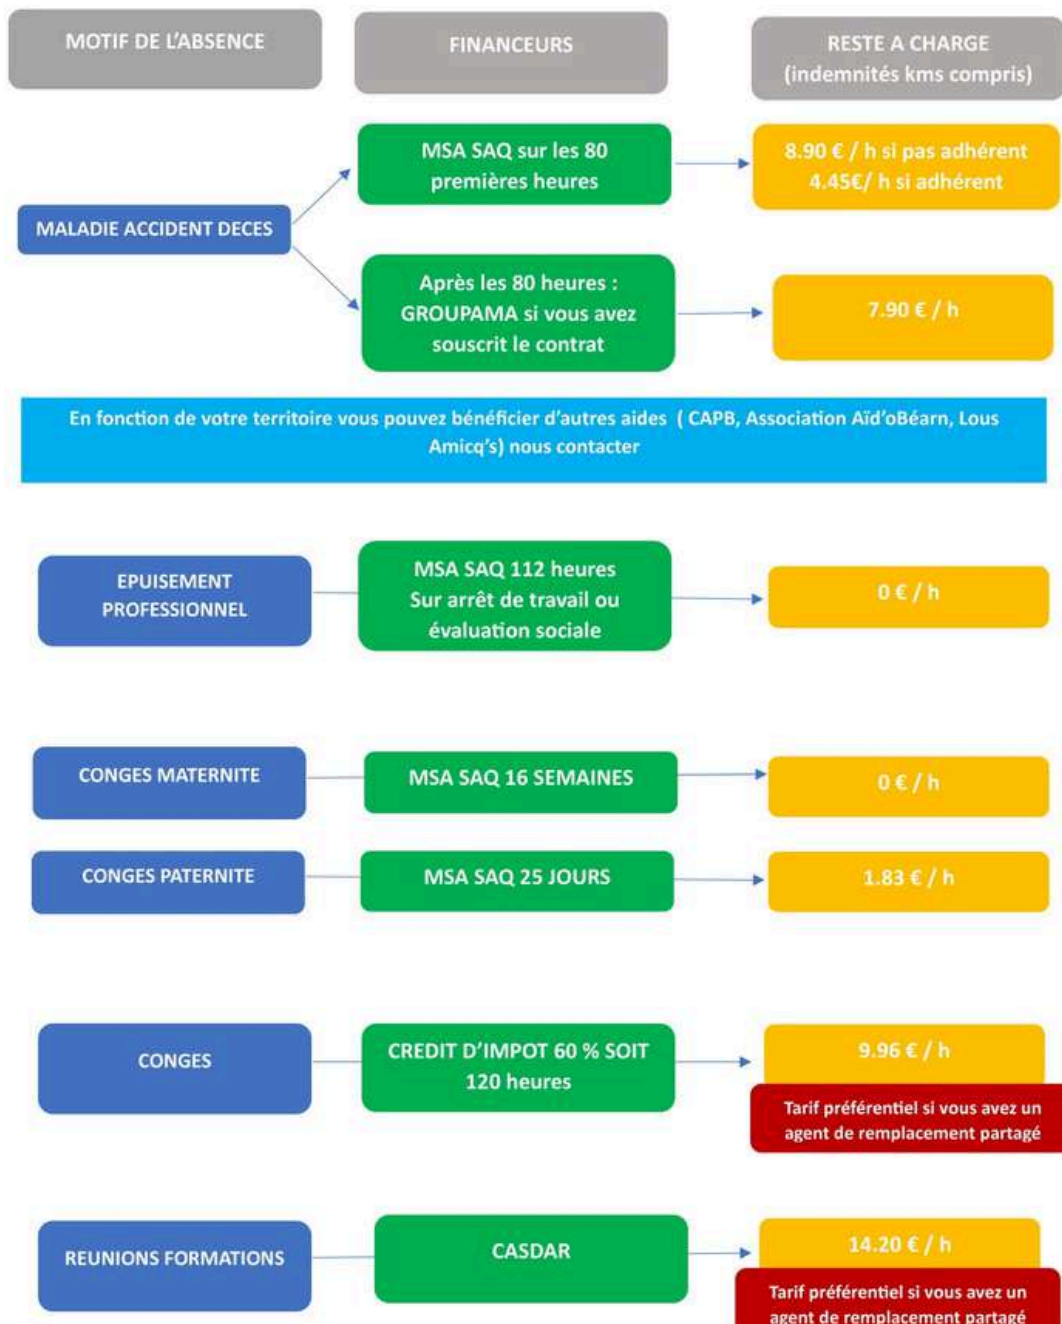 MOTIF DE L'ABSENCE
FINANCEURS
RESTE A CHARGE
(indemnités kms compris)
MALADIE ACCIDENT DECES
MSA SAQ sur les 80
premières heures
8.90 € / h si pas adhérent
4.45€/ h si adhérent
Après les 80 heures :
GROUPAMA si vous avez
souscrit le contrat
7.90 € / h
En fonction de votre territoire vous pouvez bénéficier d'autres aides ( CAPB, Association Aïd'oBéarn, Lous
Amicq's) nous contacter
EPUISEMENT
PROFESSIONNEL
MSA SAQ 112 heures
Sur arrêt de travail ou
évaluation sociale
0 € / h
CONGES MATERNITE
MSA SAQ 16 SEMAINES
0 € / h
CONGES PATERNITE
MSA SAQ 25 JOURS
1.83 € / h
CONGES
CREDIT D'IMPOT 60 % SOIT
120 heures
9.96 € / h
Tarif préférentiel si vous avez un
agent de remplacement partagé
REUNIONS FORMATIONS
CASDAR
14.20 € / h
Tarif préférentiel si vous avez un
agent de remplacement partagé